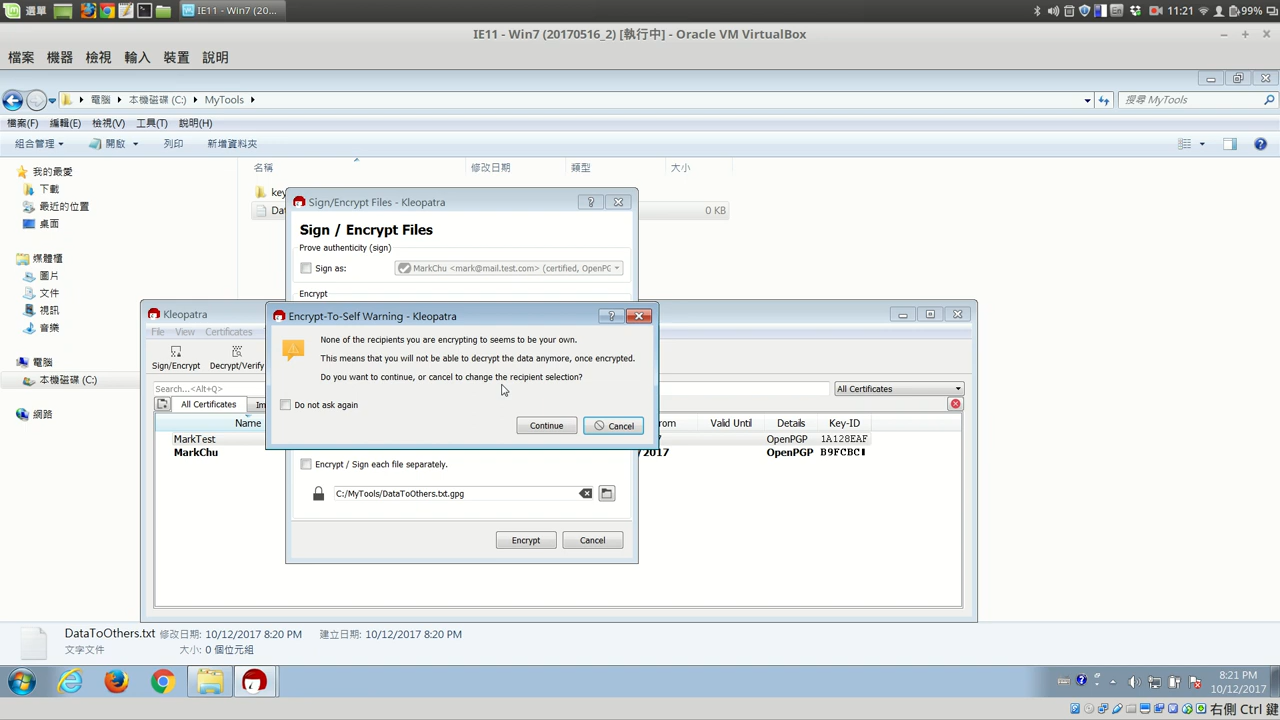 選單
IE11 - Win7 (20...
En
11:21
99%
IE11 - Win7 (20170516_2) [執行中] - Oracle VM VirtualBox
檔案 機器 檢視 輸入 裝置 說明
電腦 本機磁碟 (C:) MyTools
搜尋 MyTools
檔案(F) 編輯(E) 檢視(V) 工具(T) 說明(H)
組合管理 開啟 列印 新增資料夾
名稱 修改日期 類型 大小
我的最愛
下載
最近的位置
桌面
媒體櫃
圖片
文件
視訊
音樂
電腦
本機磁碟 (C:)
網路
key
Dat
0 KB
Sign/Encrypt Files - Kleopatra
Sign / Encrypt Files
Prove authenticity (sign)
Sign as:
MarkChu <mark@mail.test.com> (certified, OpenPG
Encrypt
Kleopatra
File View Certificates
Sign/Encrypt Decrypt/Verify
Search...<Alt+Q>
All Certificates
All Certificates Im
Name rom Valid Until Details Key-ID
MarkTest OpenPGP 1A128EAF
MarkChu /2017 OpenPGP B9FCBC
Encrypt-To-Self Warning - Kleopatra
None of the recipients you are encrypting to seems to be your own.
This means that you will not be able to decrypt the data anymore, once encrypted.
Do you want to continue, or cancel to change the recipient selection?
Do not ask again
Continue
Cancel
Encrypt / Sign each file separately.
C:/MyTools/DataToOthers.txt.gpg
Encrypt
Cancel
DataToOthers.txt 修改日期: 10/12/2017 8:20 PM 建立日期: 10/12/2017 8:20 PM
文字文件 大小: 0 個位元組
8:21 PM
10/12/2017
右側 Ctrl 鍵